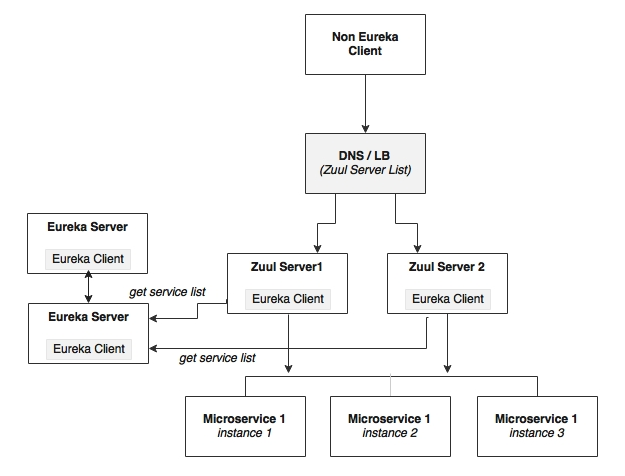 Non Eureka
Client
DNS / LB
(Zuul Server List)
Eureka Server
Eureka Client
Zuul Server1
Eureka Client
Zuul Server 2
Eureka Client
get service list
Eureka Server
Eureka Client
get service list
Microservice 1
instance 1
Microservice 1
instance 2
Microservice 1
instance 3